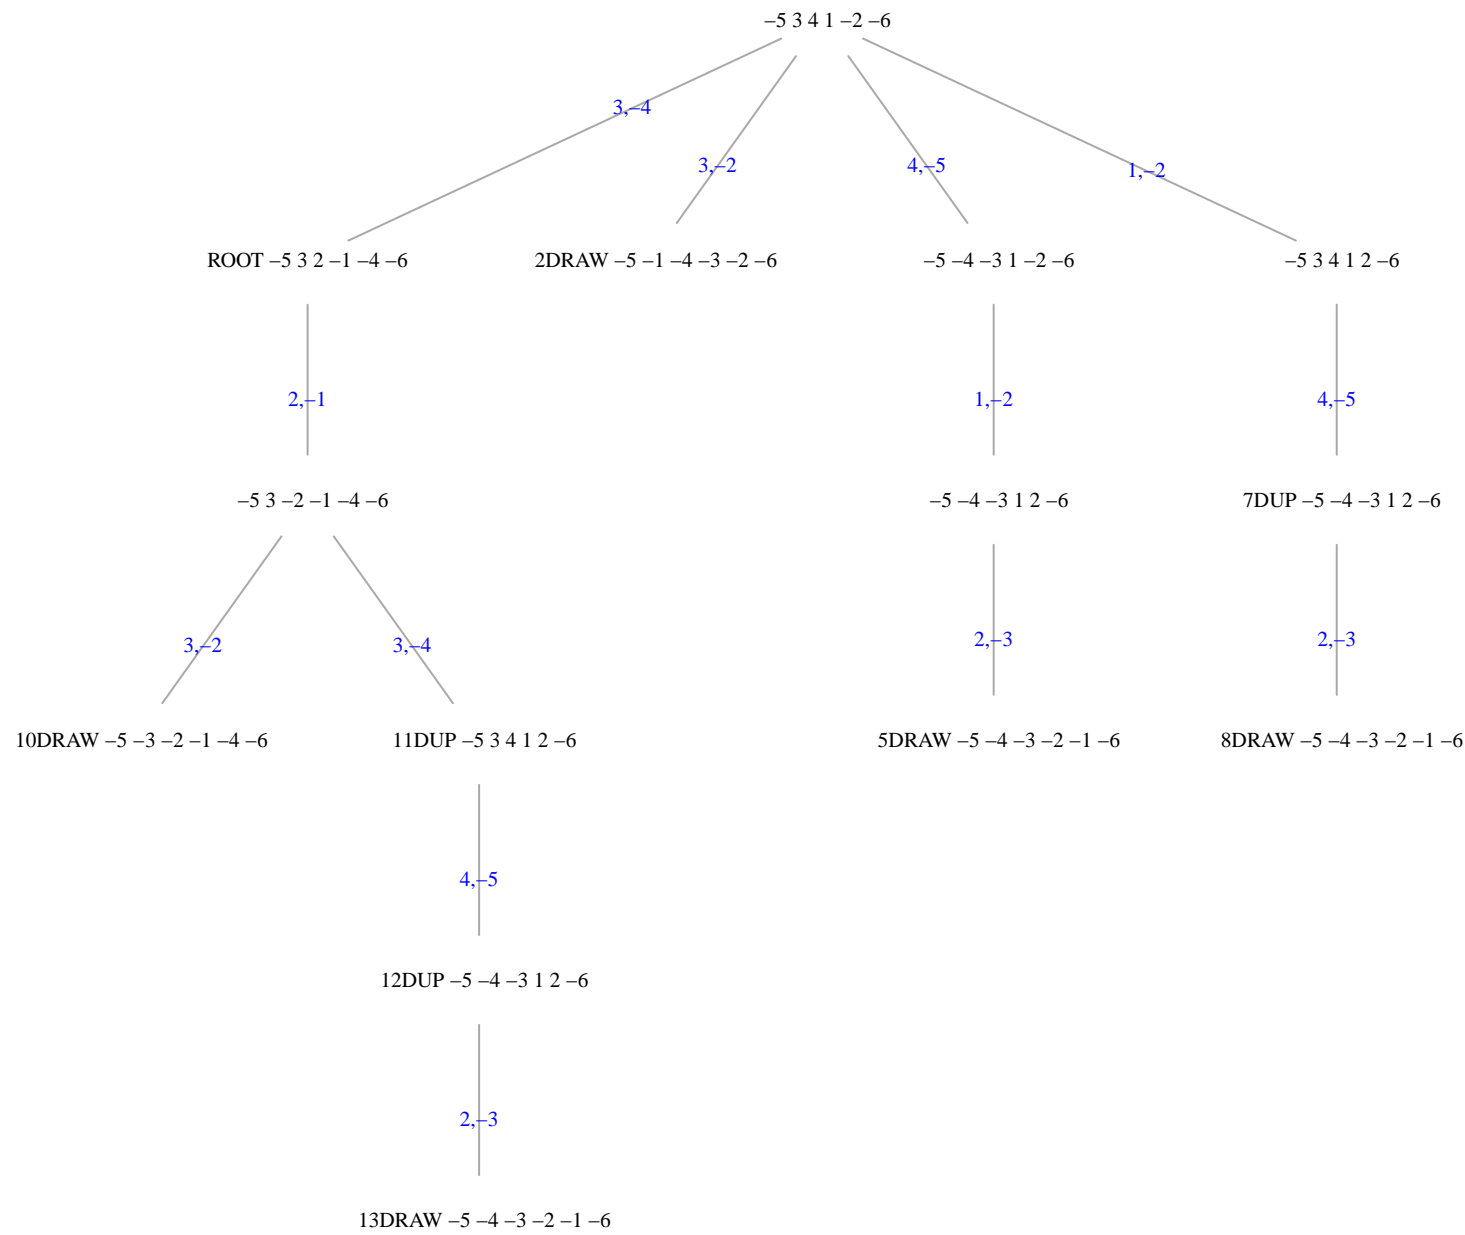 –5 3 4 1 –2 –6
3,–4
3,–2
4,–5
1,–2
ROOT –5 3 2 –1 –4 –6
2DRAW –5 –1 –4 –3 –2 –6
–5 –4 –3 1 –2 –6
–5 3 4 1 2 –6
2,–1
1,–2
4,–5
–5 3 –2 –1 –4 –6
–5 –4 –3 1 2 –6
7DUP –5 –4 –3 1 2 –6
3,–2
3,–4
2,–3
2,–3
10DRAW –5 –3 –2 –1 –4 –6
11DUP –5 3 4 1 2 –6
5DRAW –5 –4 –3 –2 –1 –6
8DRAW –5 –4 –3 –2 –1 –6
4,–5
12DUP –5 –4 –3 1 2 –6
2,–3
13DRAW –5 –4 –3 –2 –1 –6